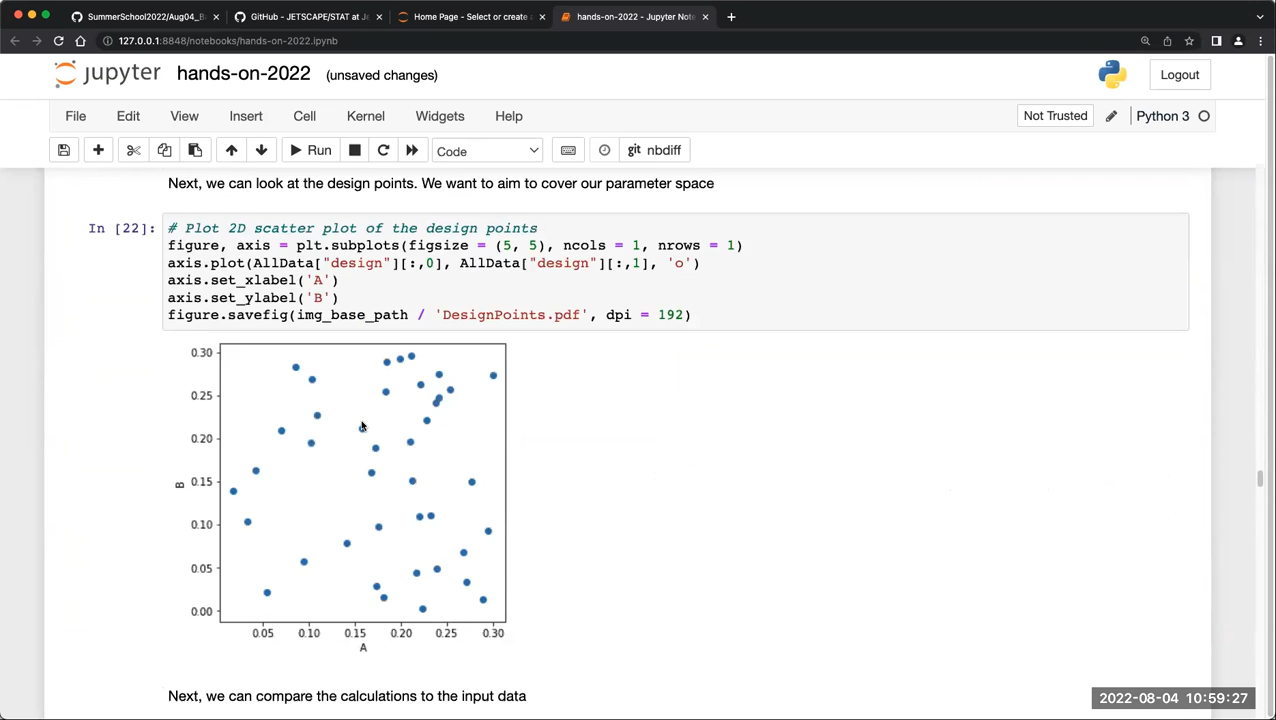 SummerSchool2022/Aug04_B
GitHub - JETSCAPE/STAT at Je
Home Page - Select or create a
hands-on-2022 - Jupyter Note
127.0.0.1:8848/notebooks/hands-on-2022.ipynb
jupyter hands-on-2022 (unsaved changes)
Logout
File Edit View Insert Cell Kernel Widgets Help
Not Trusted
Python 3
Run
Code
git nbdiff
Next, we can look at the design points. We want to aim to cover our parameter space
In [22]:
# Plot 2D scatter plot of the design points
figure, axis = plt.subplots(figsize = (5, 5), ncols = 1, nrows = 1)
axis.plot(AllData["design"][:,0], AllData["design"][:,1], 'o')
axis.set_xlabel('A')
axis.set_ylabel('B')
figure.savefig(img_base_path / 'DesignPoints.pdf', dpi = 192)
0.30
0.25
0.20
0.15
0.10
0.05
0.00
B
0.05 0.10 0.15 0.20 0.25 0.30
A
Next, we can compare the calculations to the input data
2022-08-04 10:59:27